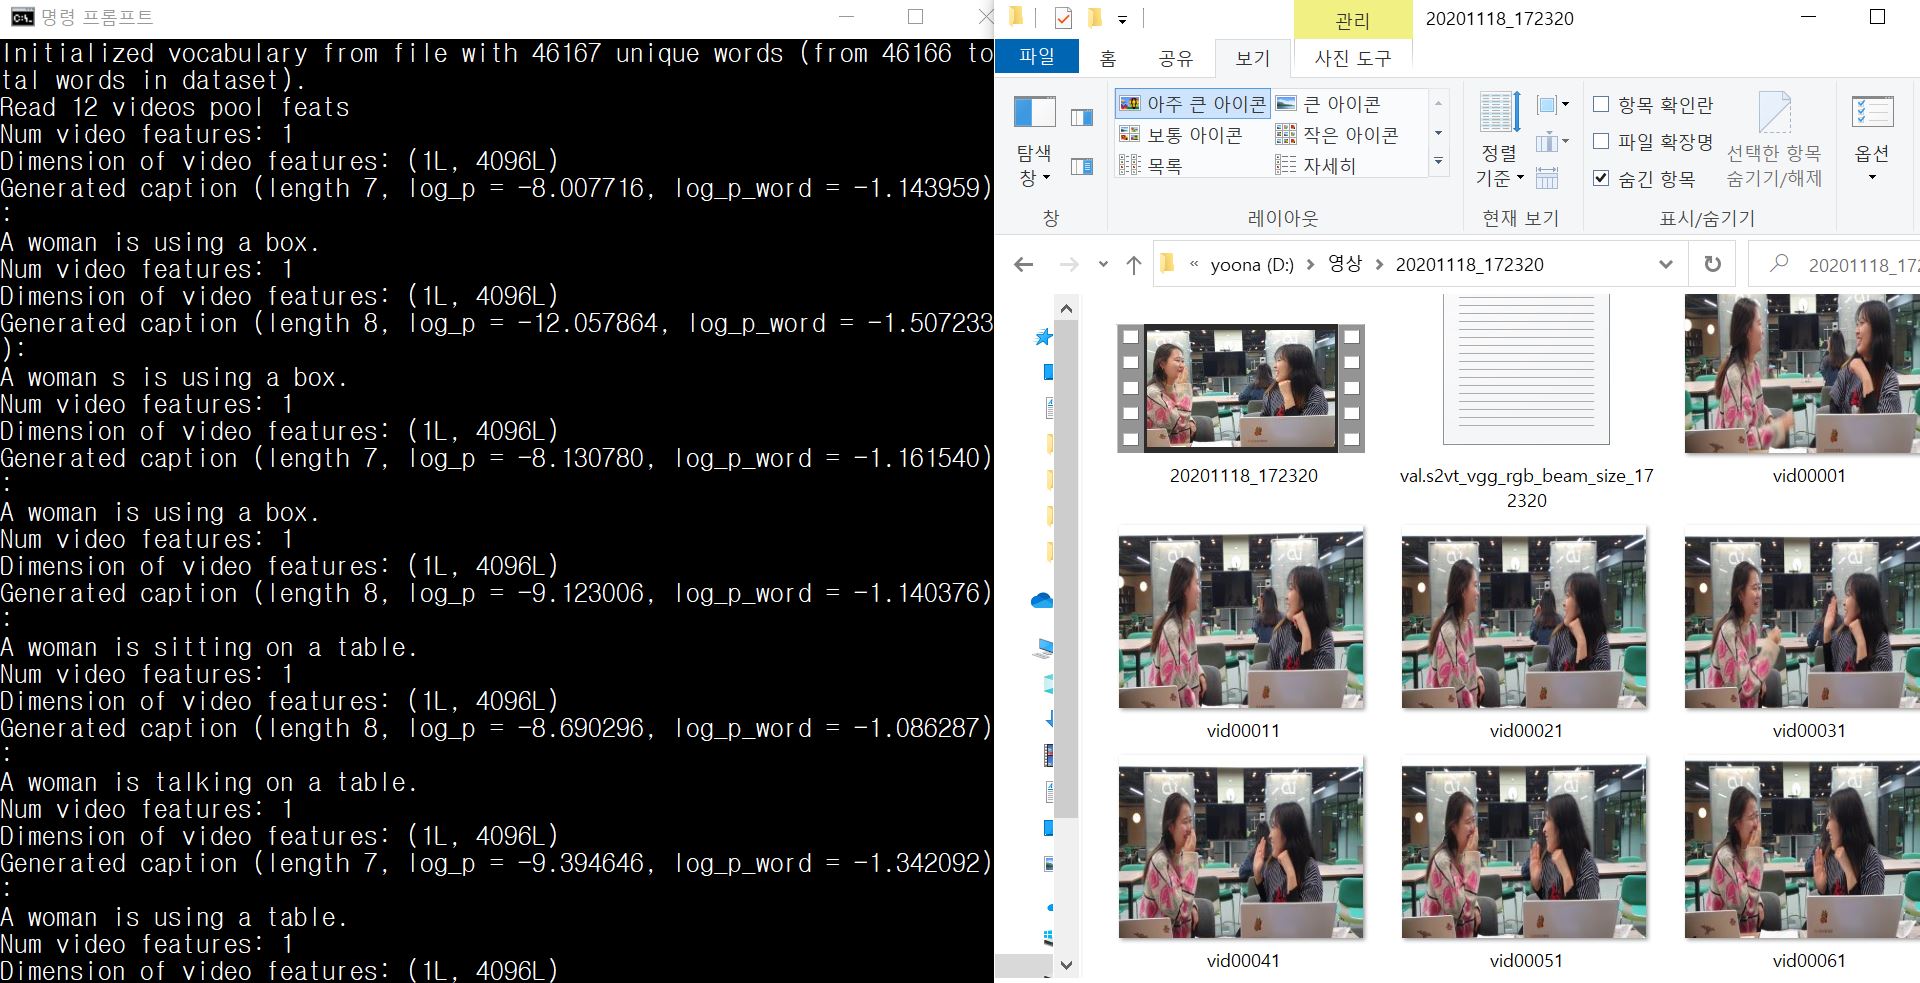 명령 프롬프트
Initialized vocabulary from file with 46167 unique words (from 46166 to
tal words in dataset).
Read 12 videos pool feats
Num video features: 1
Dimension of video features: (1L, 4096L)
Generated caption (length 7, log_p = -8.007716, log_p_word = -1.143959)
:
A woman is using a box.
Num video features: 1
Dimension of video features: (1L, 4096L)
Generated caption (length 8, log_p = -12.057864, log_p_word = -1.507233
):
A woman s is using a box.
Num video features: 1
Dimension of video features: (1L, 4096L)
Generated caption (length 7, log_p = -8.130780, log_p_word = -1.161540)
:
A woman is using a box.
Num video features: 1
Dimension of video features: (1L, 4096L)
Generated caption (length 8, log_p = -9.123006, log_p_word = -1.140376)
:
A woman is sitting on a table.
Num video features: 1
Dimension of video features: (1L, 4096L)
Generated caption (length 8, log_p = -8.690296, log_p_word = -1.086287)
:
A woman is talking on a table.
Num video features: 1
Dimension of video features: (1L, 4096L)
Generated caption (length 7, log_p = -9.394646, log_p_word = -1.342092)
:
A woman is using a table.
Num video features: 1
Dimension of video features: (1L, 4096L)
관리 20201118_172320
파일 홈 공유 보기 사진 도구
탐색
창
창
아주 큰 아이콘 큰 아이콘
보통 아이콘 작은 아이콘
목록 자세히
레이아웃
정렬
기준
현재 보기
항목 확인란
파일 확장명
숨긴 항목
선택한 항목
숨기기/해제
표시/숨기기
옵션
« yoona (D:) > 영상 > 20201118_172320
20201118_172
20201118_172320
val.s2vt_vgg_rgb_beam_size_17
2320
vid00001
vid00011 vid00021 vid00031
vid00041 vid00051 vid00061